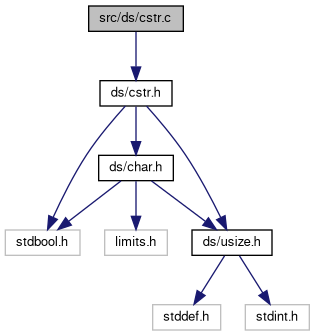 src/ds/cstr.c
ds/cstr.h
ds/char.h
stdbool.h
limits.h
ds/usize.h
stddef.h
stdint.h